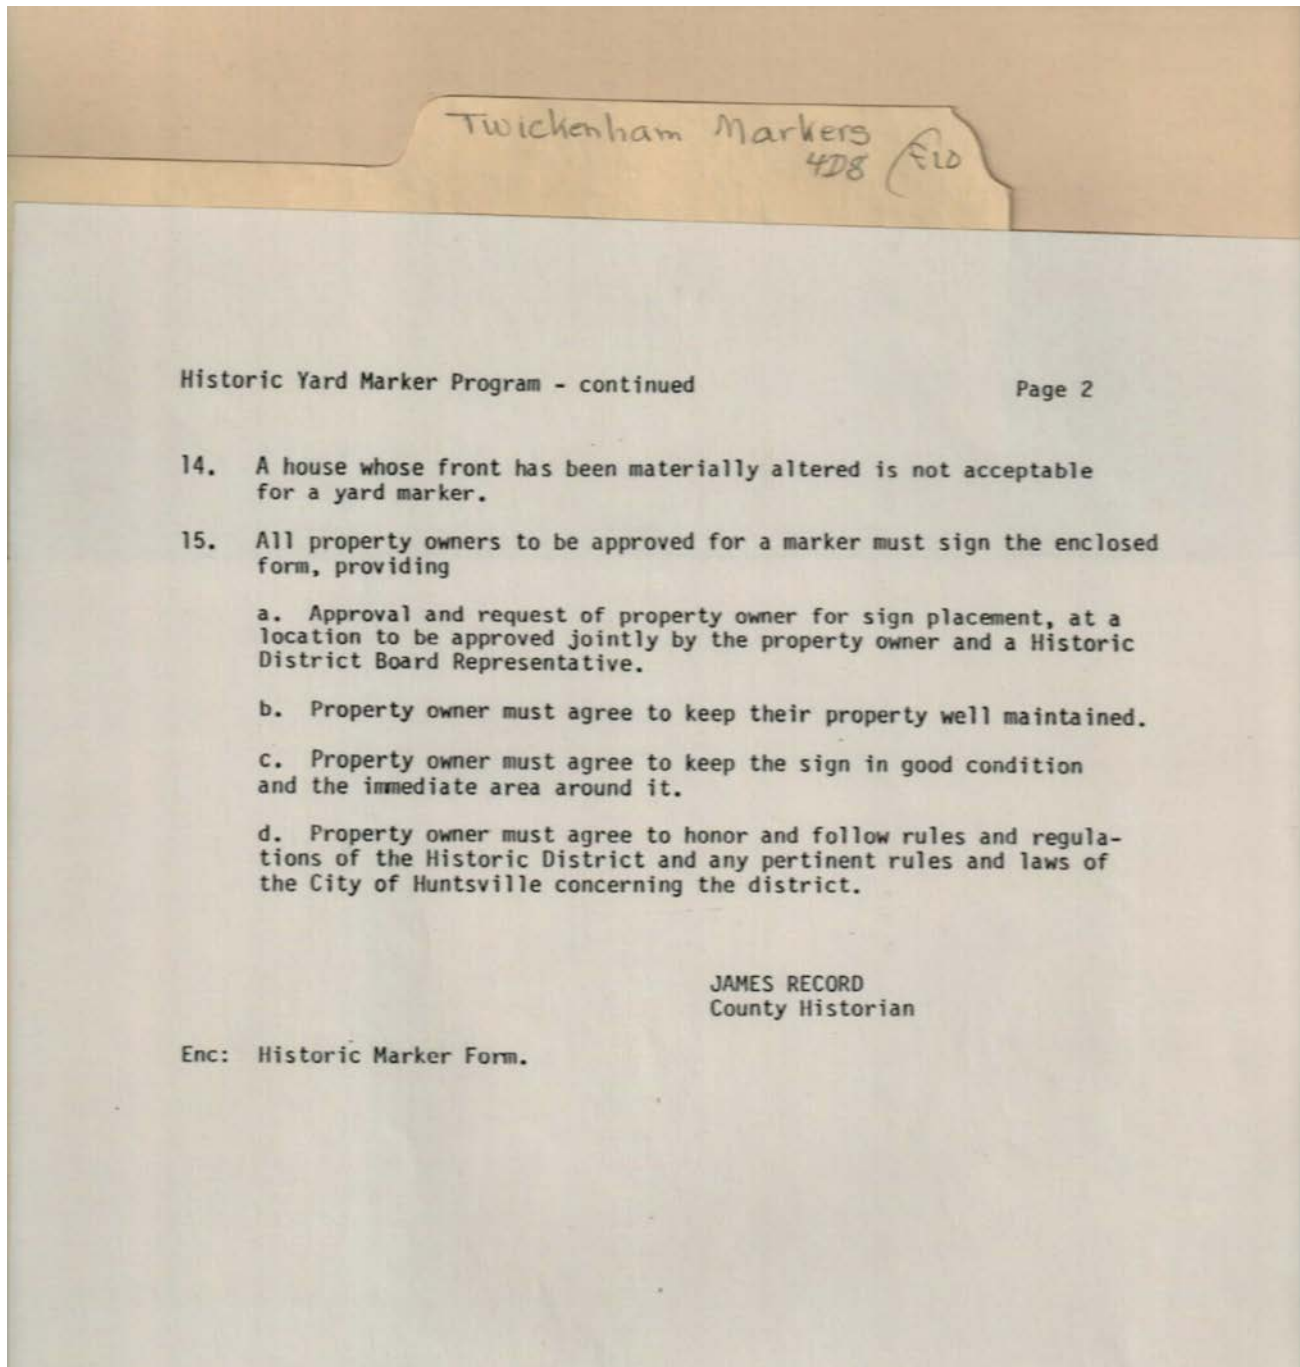 Twickenham Markers
4D8
Historic Yard Marker Program - continued Page 2
14. A house whose front has been materially altered is not acceptable
for a yard marker.
15. All property owners to be approved for a marker must sign the enclosed
form, providing
a. Approval and request of property owner for sign placement, at a
location to be approved jointly by the property owner and a Historic
District Board Representative.
b. Property owner must agree to keep their property well maintained.
c. Property owner must agree to keep the sign in good condition
and the immediate area around it.
d. Property owner must agree to honor and follow rules and regula-
tions of the Historic District and any pertinent rules and laws of
the City of Huntsville concerning the district.
JAMES RECORD
County Historian
Enc: Historic Marker Form.